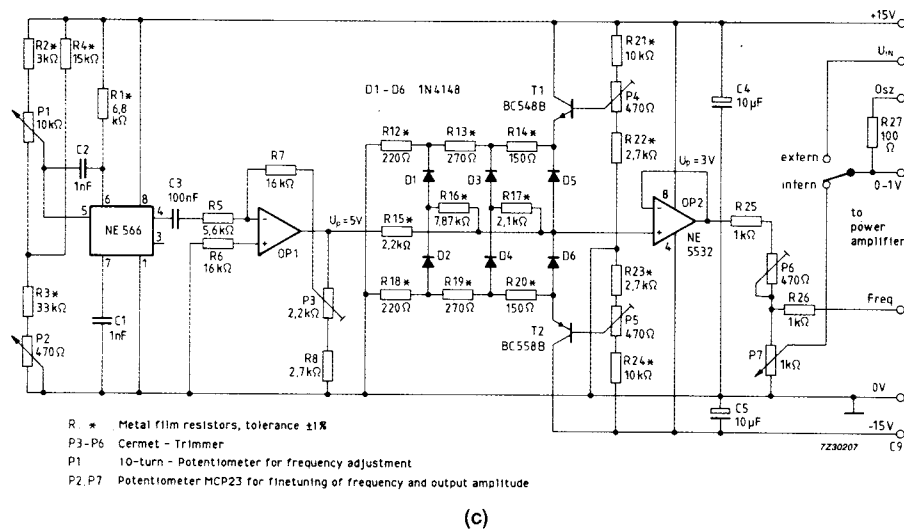 +15V
R2*
3kΩ
R4*
15kΩ
R1*
6,8
kΩ
P1
10kΩ
C2
1nF
C3
100nF
5
6
8
4
3
7
1
NE 566
R5
5,6kΩ
R6
16kΩ
R7
16kΩ
OP1
Up=5V
R3*
33kΩ
P2
470Ω
C1
1nF
P3
2,2kΩ
R8
2,7kΩ
D1-D6 1N4148
R12*
220Ω
R13*
270Ω
R14*
150Ω
D1
D3
D5
R16*
7,87kΩ
R17*
2,1kΩ
R15*
2,2kΩ
D2
D4
D6
R18*
220Ω
R19*
270Ω
R20*
150Ω
T1
BC548B
T2
BC558B
R21*
10kΩ
P4
470Ω
R22*
2,7kΩ
R23*
2,7kΩ
P5
470Ω
R24*
10kΩ
Up=3V
8
4
OP2
NE
5532
C4
10µF
C5
10µF
R25
1kΩ
P6
470Ω
R26
1kΩ
P7
1kΩ
UIN
Osz
R27
100
Ω
extern
intern
0-1V
to
power
amplifier
Freq
0V
-15V
7Z30207
C9
R. * Metal film resistors, tolerance ±1%
P3-P6 Cermet - Trimmer
P1 10-turn - Potentiometer for frequency adjustment
P2,P7 Potentiometer MCP23 for finetuning of frequency and output amplitude
(c)